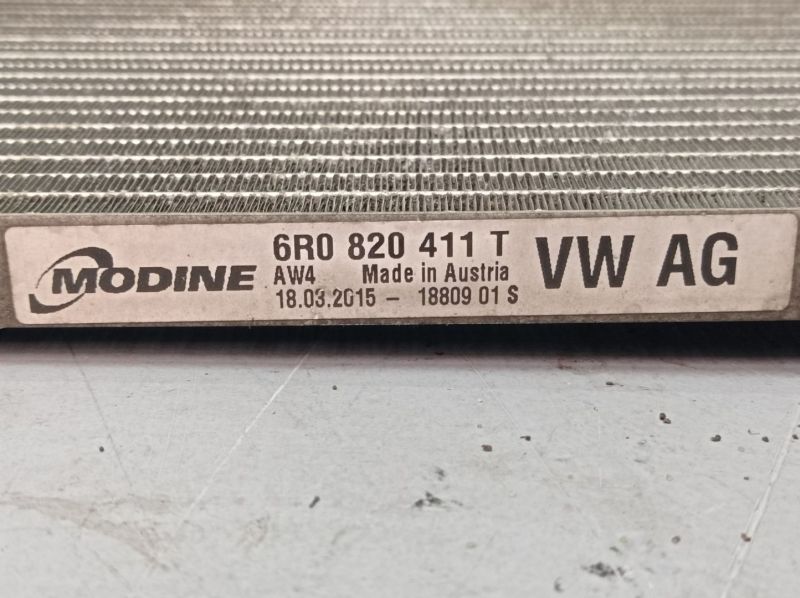 MODINE
6R0 820 411 T
AW4 Made in Austria
18.03.2015 - 18809 01 S
VW AG